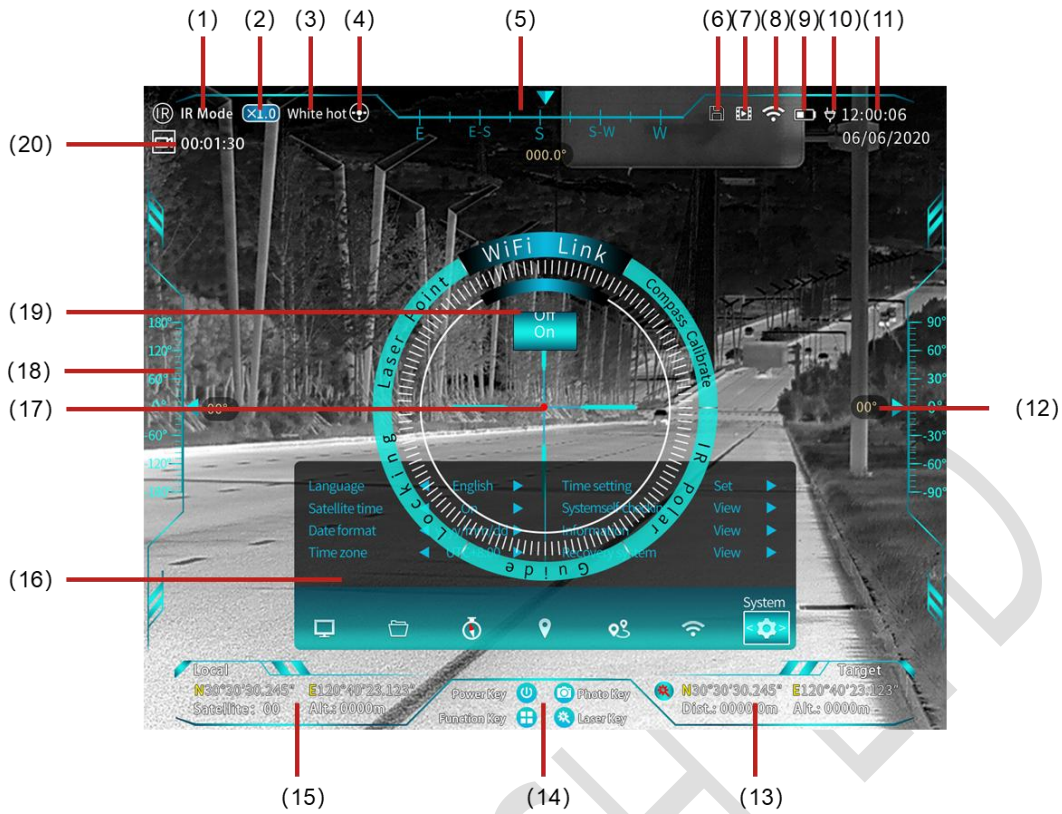 (1) (2) (3) (4) (5) (6) (7) (8) (9) (10) (11)
IR IR Mode ×1.0 White hot 12:00:06
E E-S S S-W W
(20) 00:01:30 06/06/2020
000.0°
WiFi Link
Laser Point
Compass Calibrate
(19) Off
On
180° 90°
120° 60°
(18) 60° 30°
(17) 0° 00° 00° 0° (12)
-60° -30°
-120° -60°
-90°
Locking
IR Polar
Guide
Language English Time setting Set
Satellite time On View
Date format View
Time zone View
(16)
System
Local Target
N30°30'30.245" E120°40'23.123" Power Key Photo Key N30°30'30.245" E120°40'23.123"
Satellite: 00 Alt.: 0000m Function Key Laser Key Dist.: Alt.: 0000m
(15) (14) (13)